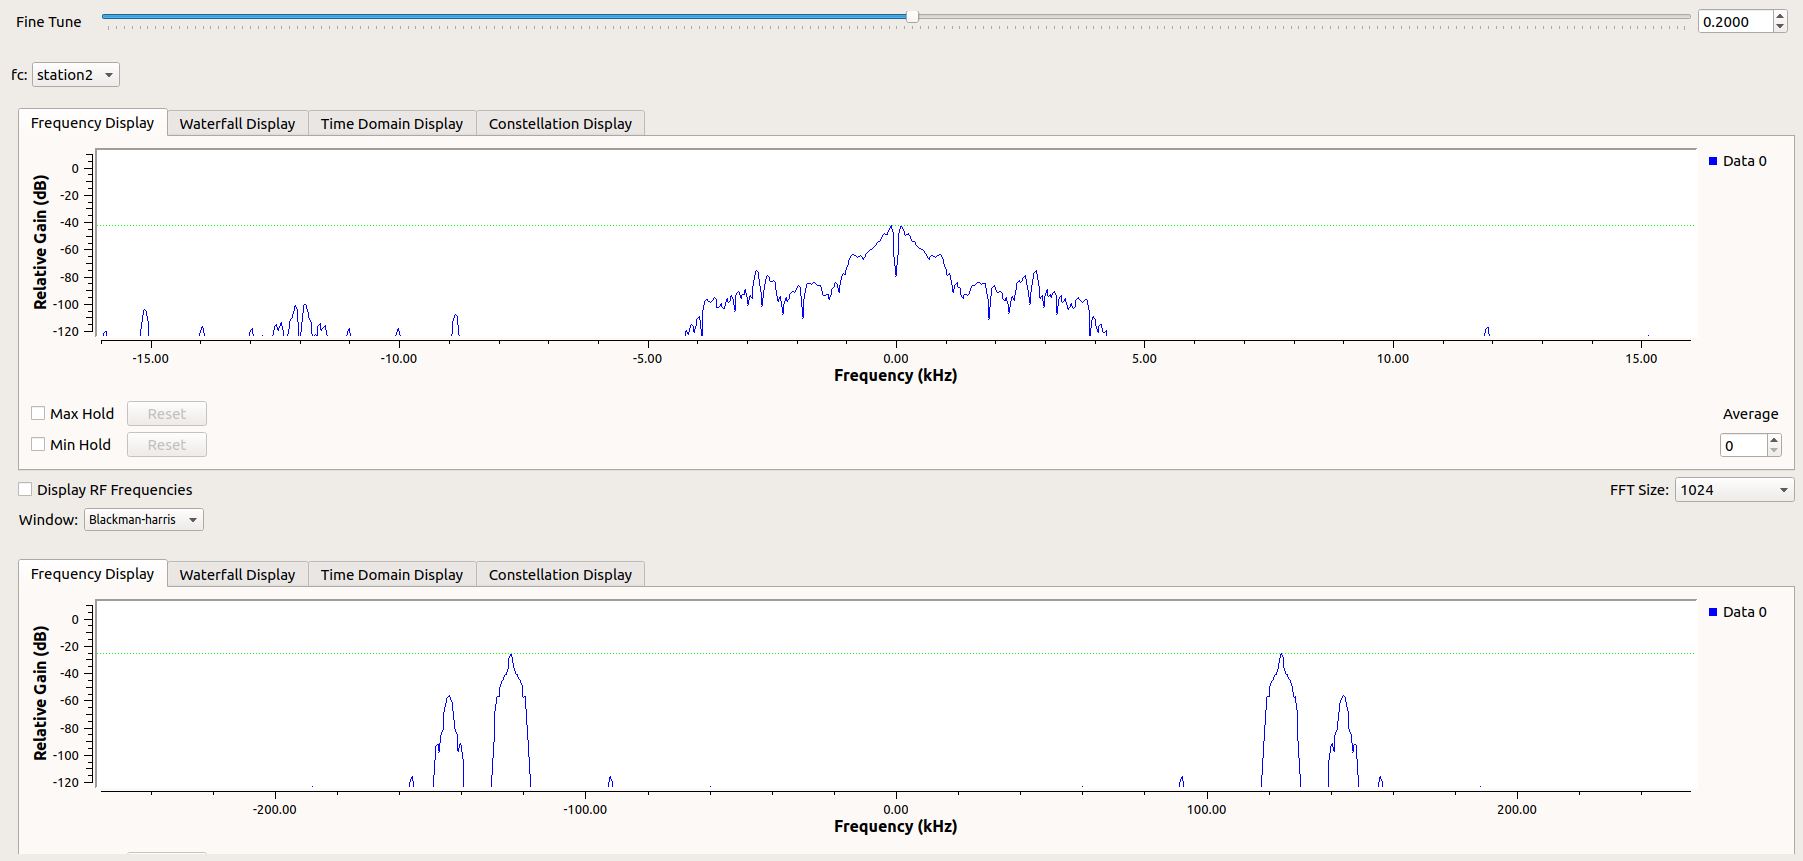 Fine Tune 0.2000
fc: station2
Frequency Display Waterfall Display Time Domain Display Constellation Display
Relative Gain (dB)
0
-20
-40
-60
-80
-100
-120
Data 0
-15.00 -10.00 -5.00 0.00 5.00 10.00 15.00
Frequency (kHz)
Max Hold Reset Average
Min Hold Reset 0
Display RF Frequencies FFT Size: 1024
Window: Blackman-harris
Frequency Display Waterfall Display Time Domain Display Constellation Display
Relative Gain (dB)
0
-20
-40
-60
-80
-100
-120
Data 0
-200.00 -100.00 0.00 100.00 200.00
Frequency (kHz)